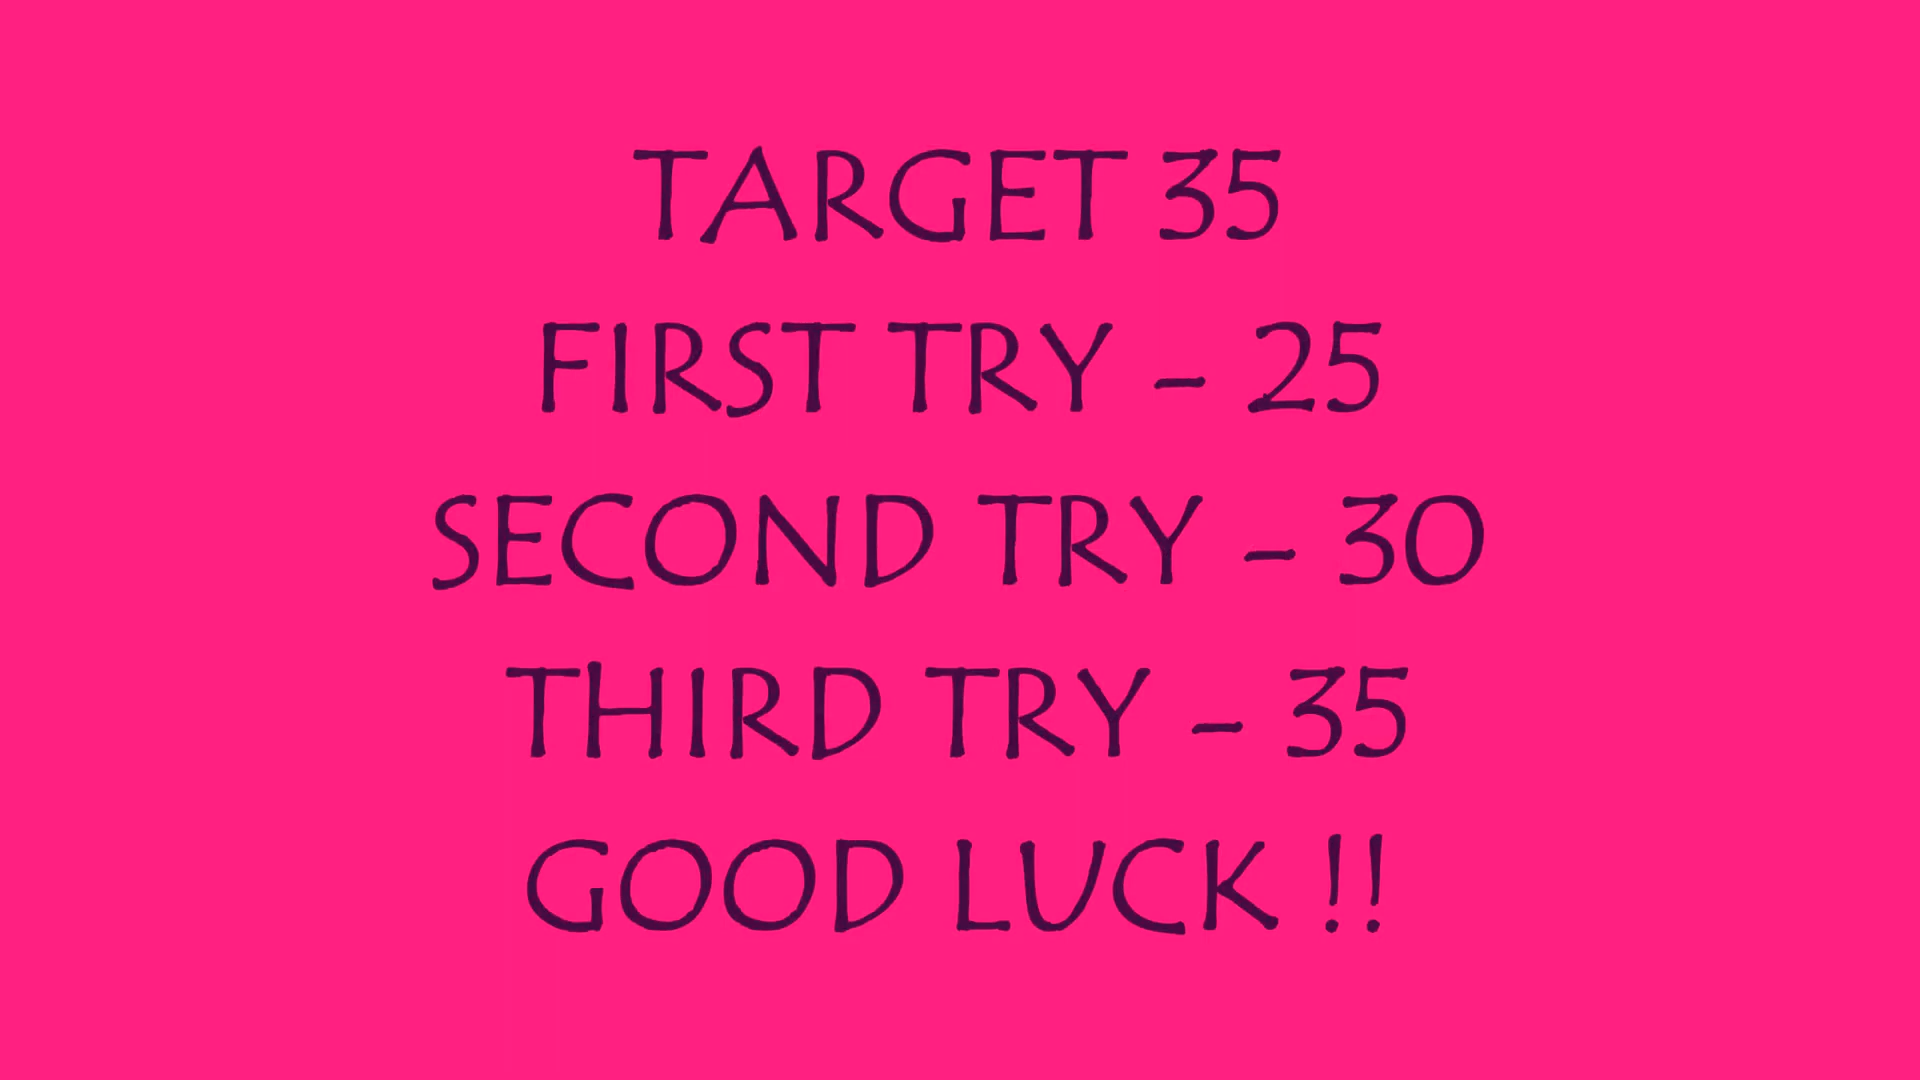 TARGET 35
FIRST TRY - 25
SECOND TRY - 30
THIRD TRY - 35
GOOD LUCK !!